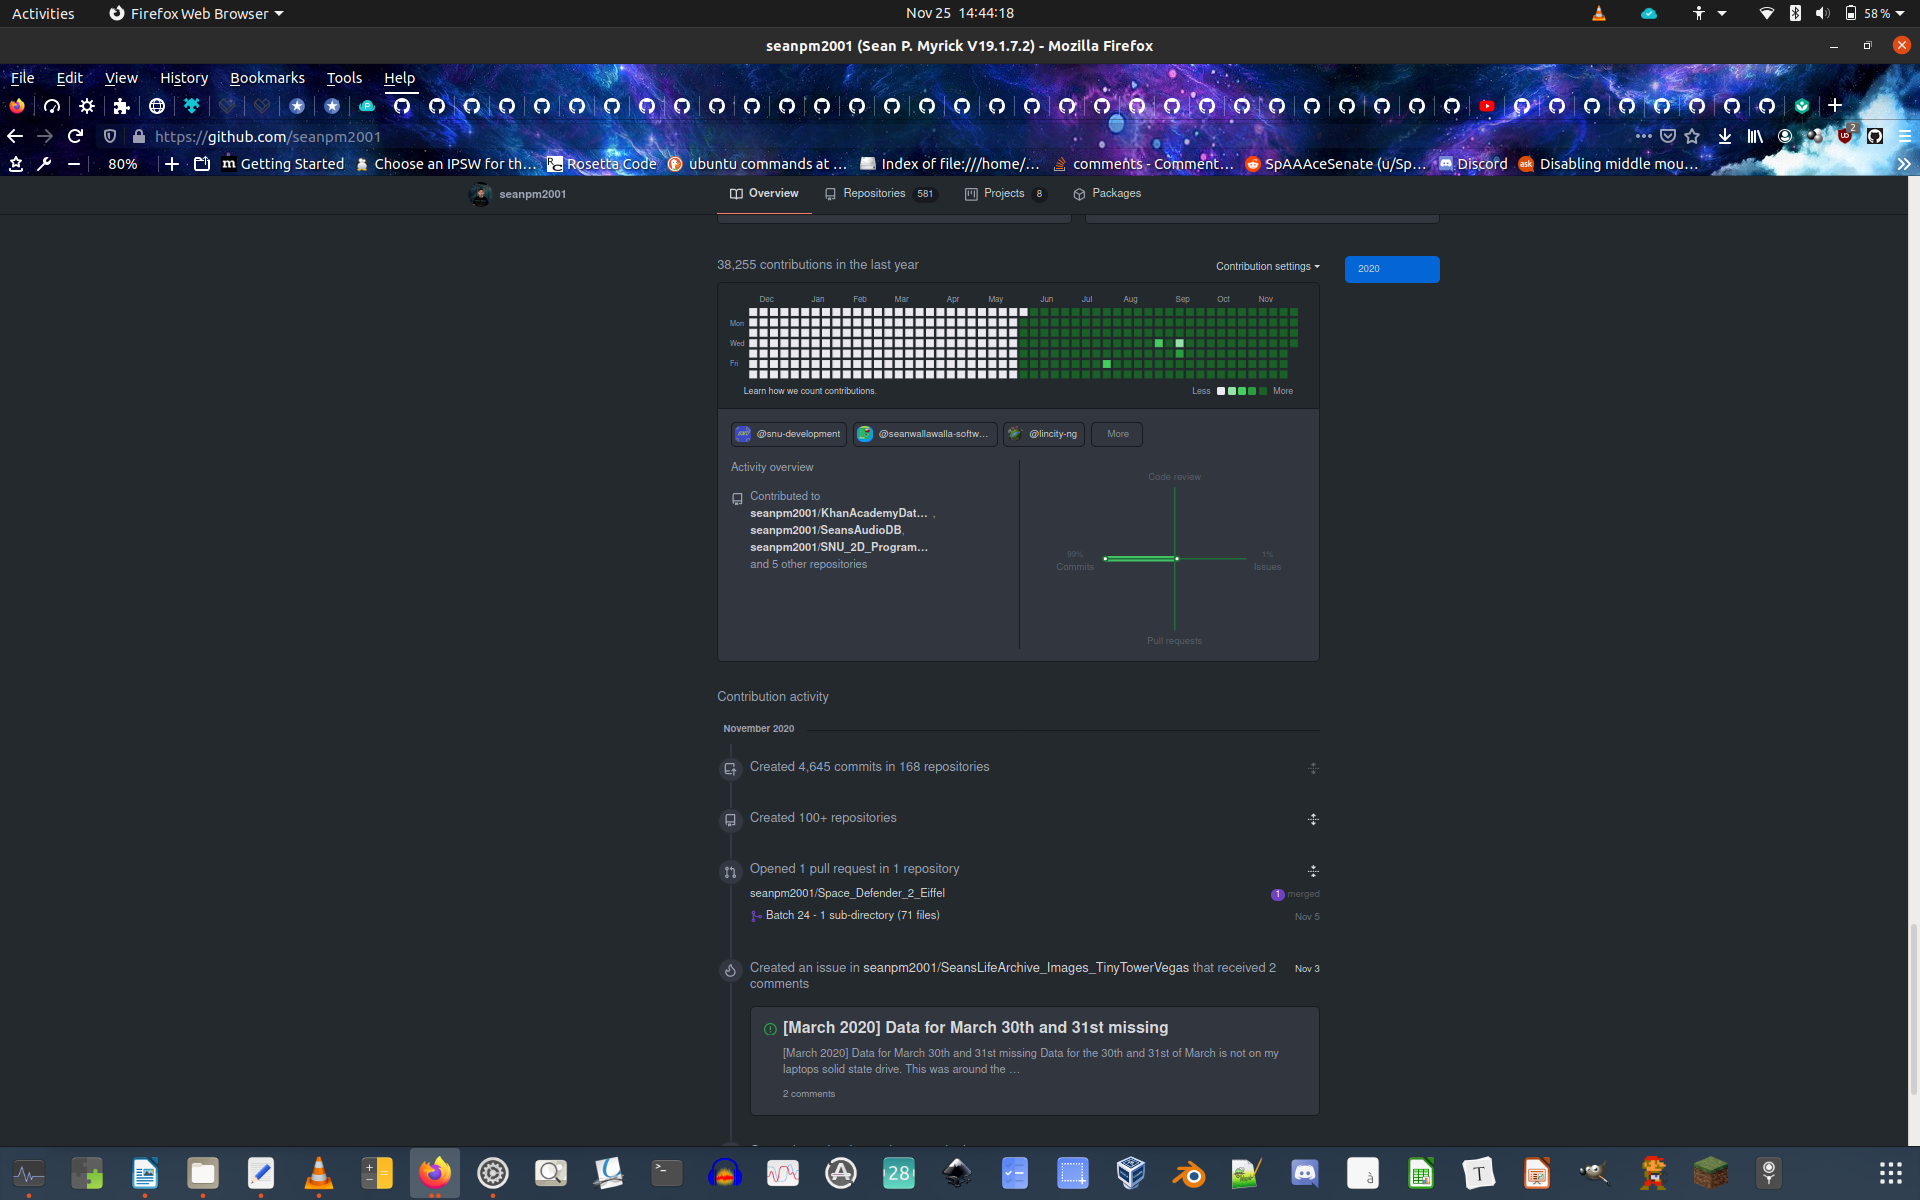 Activities
Firefox Web Browser
Nov 25 14:44:18
58 %
seanpm2001 (Sean P. Myrick V19.1.7.2) - Mozilla Firefox
File Edit View History Bookmarks Tools Help
https://github.com/seanpm2001
2
80%
Getting Started
Choose an IPSW for th…
Rosetta Code
ubuntu commands at …
Index of file:///home/…
comments - Comment…
SpAAAceSenate (u/Sp…
Discord
Disabling middle mou…
seanpm2001
Overview
Repositories 581
Projects 8
Packages
38,255 contributions in the last year
Contribution settings
2020
Dec Jan Feb Mar Apr May Jun Jul Aug Sep Oct Nov
Mon
Wed
Fri
Learn how we count contributions.
Less More
@snu-development
@seanwallawalla-softw…
@lincity-ng
More
Activity overview
Contributed to
seanpm2001/KhanAcademyDat… ,
seanpm2001/SeansAudioDB,
seanpm2001/SNU_2D_Program…
and 5 other repositories
Code review
99%
Commits
1%
Issues
Pull requests
Contribution activity
November 2020
Created 4,645 commits in 168 repositories
Created 100+ repositories
Opened 1 pull request in 1 repository
seanpm2001/Space_Defender_2_Eiffel
1 merged
Batch 24 - 1 sub-directory (71 files)
Nov 5
Created an issue in seanpm2001/SeansLifeArchive_Images_TinyTowerVegas that received 2
comments
Nov 3
[March 2020] Data for March 30th and 31st missing
[March 2020] Data for March 30th and 31st missing Data for the 30th and 31st of March is not on my
laptops solid state drive. This was around the …
2 comments
28